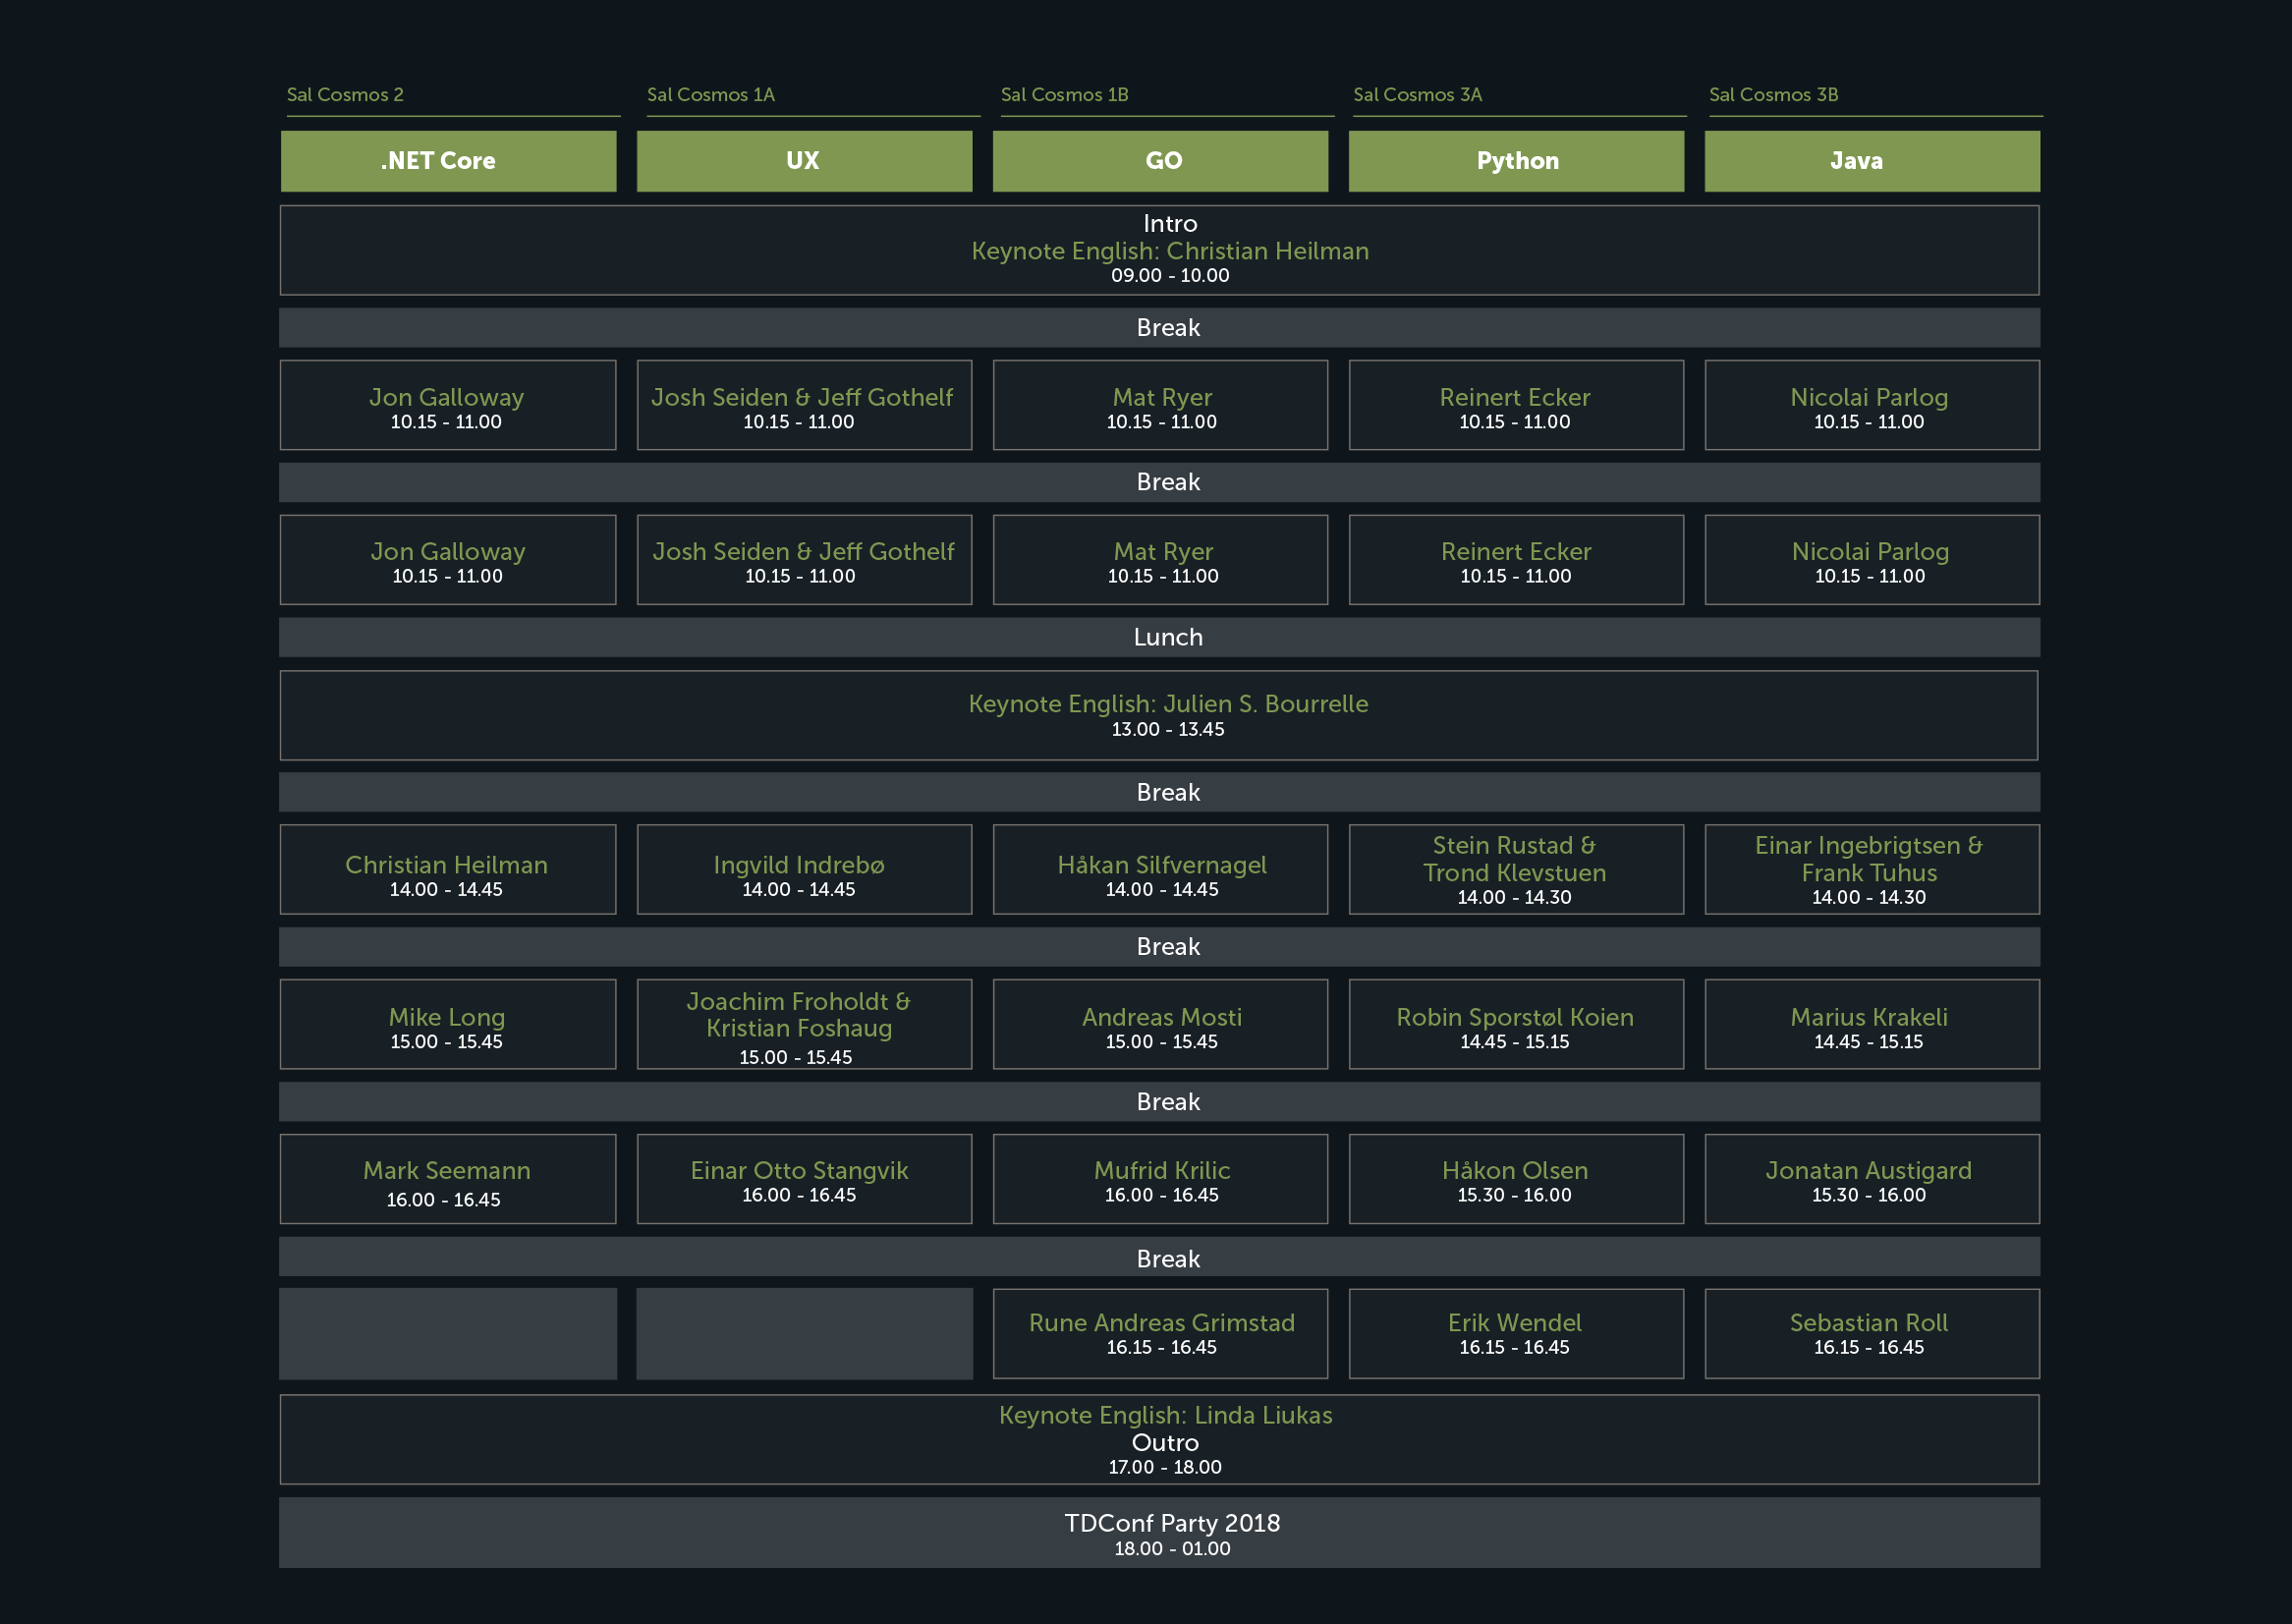 Sal Cosmos 2
Sal Cosmos 1A
Sal Cosmos 1B
Sal Cosmos 3A
Sal Cosmos 3B
.NET Core
UX
GO
Python
Java
Intro
Keynote English: Christian Heilman
09.00 - 10.00
Break
Jon Galloway
10.15 - 11.00
Josh Seiden & Jeff Gothelf
10.15 - 11.00
Mat Ryer
10.15 - 11.00
Reinert Ecker
10.15 - 11.00
Nicolai Parlog
10.15 - 11.00
Break
Jon Galloway
10.15 - 11.00
Josh Seiden & Jeff Gothelf
10.15 - 11.00
Mat Ryer
10.15 - 11.00
Reinert Ecker
10.15 - 11.00
Nicolai Parlog
10.15 - 11.00
Lunch
Keynote English: Julien S. Bourrelle
13.00 - 13.45
Break
Christian Heilman
14.00 - 14.45
Ingvild Indrebø
14.00 - 14.45
Håkan Silfvernagel
14.00 - 14.45
Stein Rustad &
Trond Klevstuen
14.00 - 14.30
Einar Ingebrigtsen &
Frank Tuhus
14.00 - 14.30
Break
Mike Long
15.00 - 15.45
Joachim Froholdt &
Kristian Foshaug
15.00 - 15.45
Andreas Mosti
15.00 - 15.45
Robin Sporstøl Koien
14.45 - 15.15
Marius Krakeli
14.45 - 15.15
Break
Mark Seemann
16.00 - 16.45
Einar Otto Stangvik
16.00 - 16.45
Mufrid Krilic
16.00 - 16.45
Håkon Olsen
15.30 - 16.00
Jonatan Austigard
15.30 - 16.00
Break
Rune Andreas Grimstad
16.15 - 16.45
Erik Wendel
16.15 - 16.45
Sebastian Roll
16.15 - 16.45
Keynote English: Linda Liukas
Outro
17.00 - 18.00
TDConf Party 2018
18.00 - 01.00